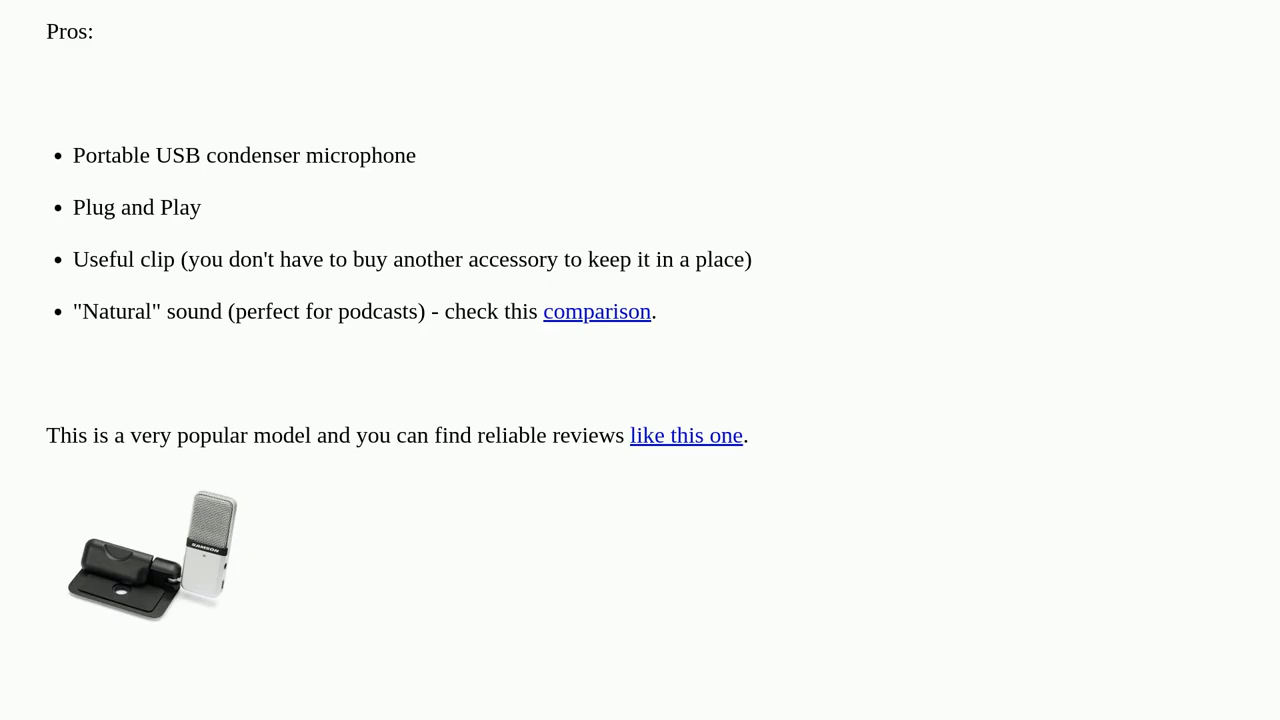 Pros:
Portable USB condenser microphone
Plug and Play
Useful clip (you don't have to buy another accessory to keep it in a place)
"Natural" sound (perfect for podcasts) - check this comparison.
This is a very popular model and you can find reliable reviews like this one.
SAMSON